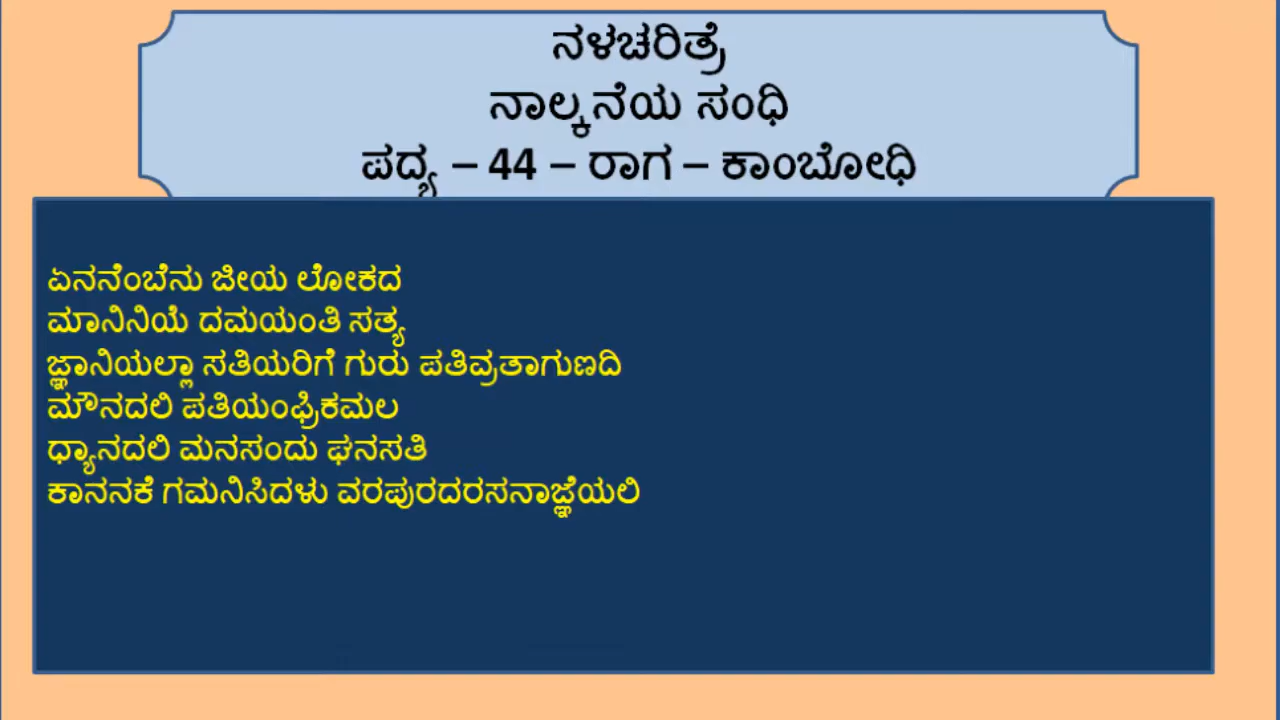 ನಳಚರಿತ್ರೆ
ನಾಲ್ಕನೆಯ ಸಂಧಿ
ಪದ್ಯ – 44 – ರಾಗ – ಕಾಂಬೋಧಿ
ಏನನೆಂಬೆನು ಜೀಯ ಲೋಕದ
ಮಾನಿನಿಯೆ ದಮಯಂತಿ ಸತ್ಯ
ಜ್ಞಾನಿಯಲ್ಲಾ ಸತಿಯರಿಗೆ ಗುರು ಪತಿವ್ರತಾಗುಣದಿ
ಮೌನದಲಿ ಪತಿಯಂಘ್ರಿಕಮಲ
ಧ್ಯಾನದಲಿ ಮನಸಂದು ಘನಸತಿ
ಕಾನನಕೆ ಗಮನಿಸಿದಳು ವರಪುರದರಸನಾಜ್ಞೆಯಲಿ